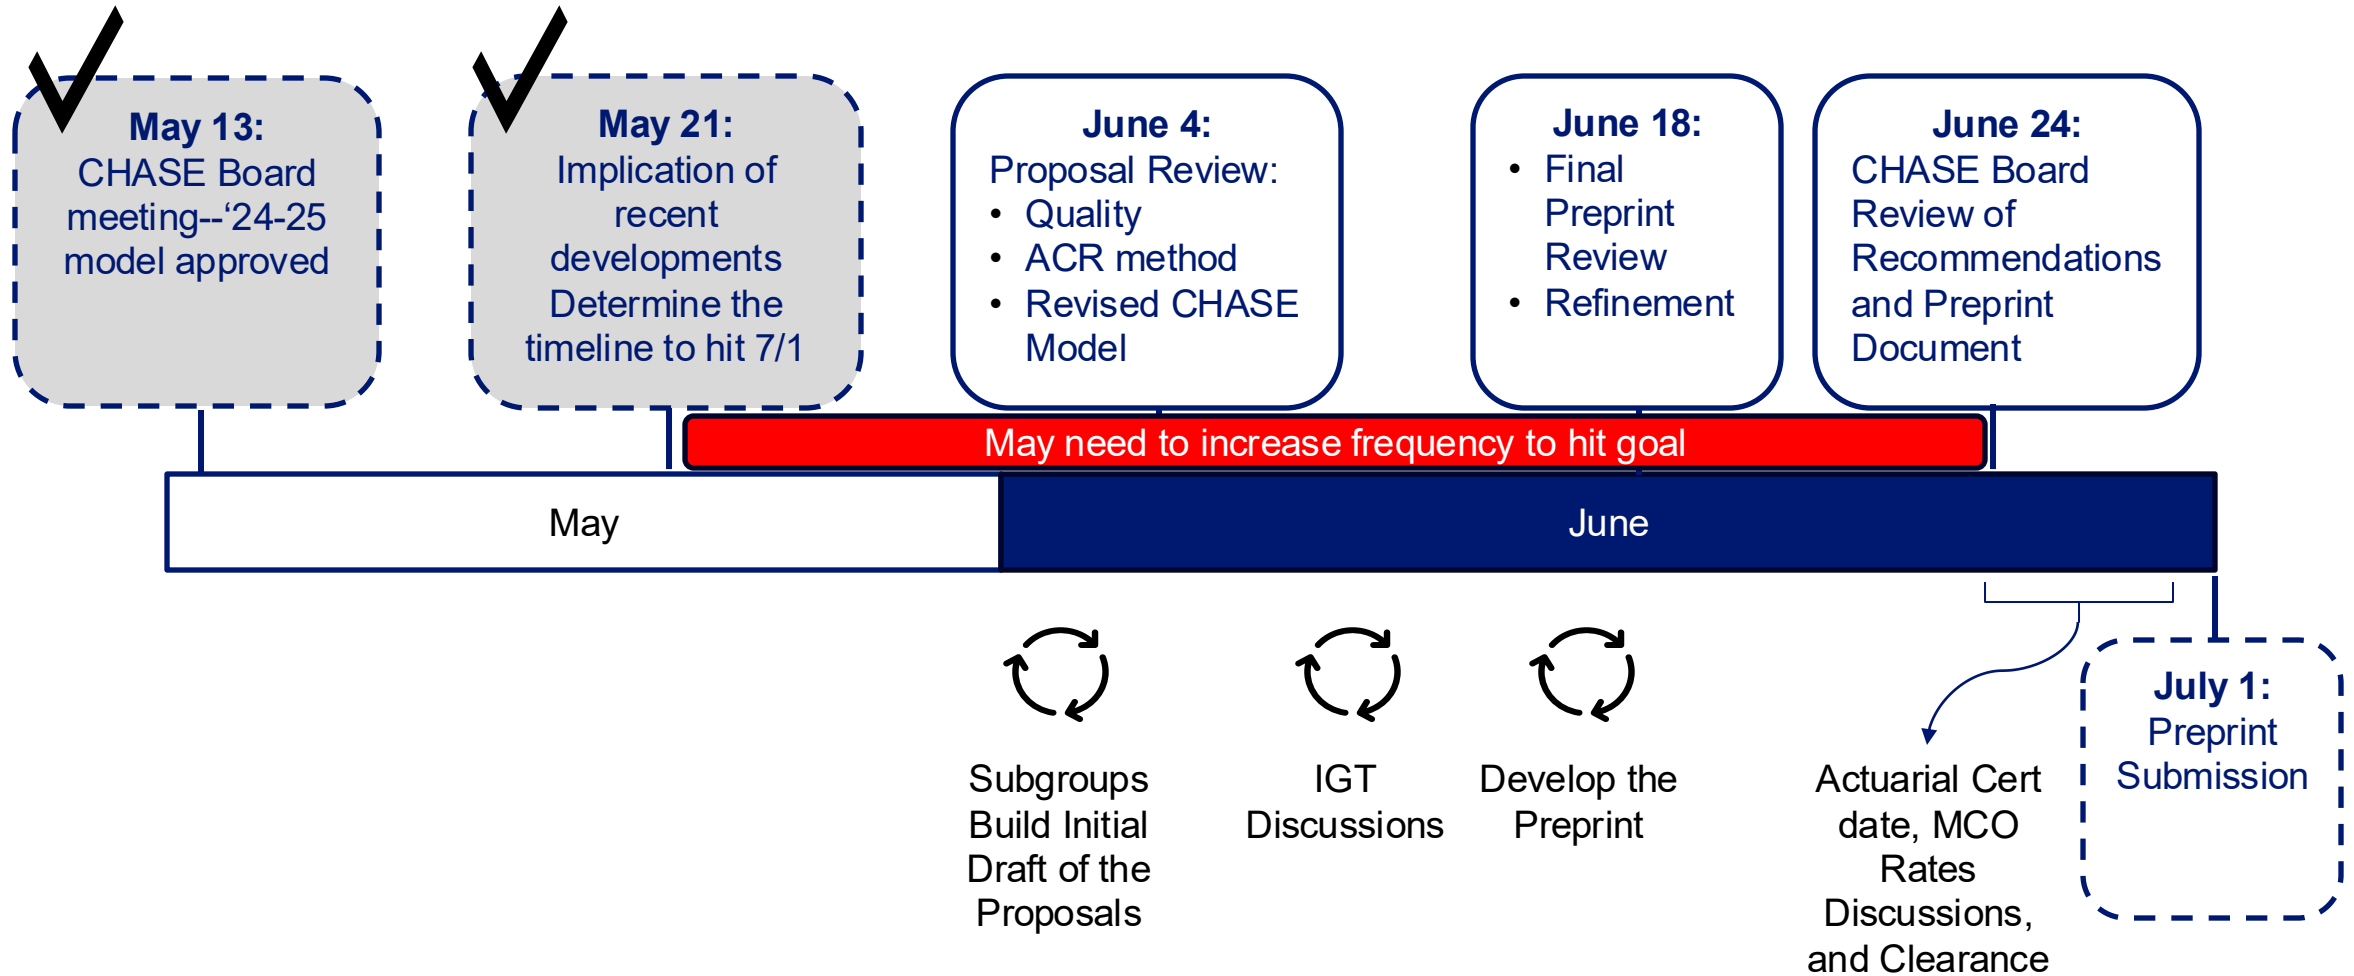 May 13:
CHASE Board
meeting--‘24-25
model approved
May 21:
Implication of
recent
developments
Determine the
timeline to hit 7/1
June 4:
Proposal Review:
• Quality
• ACR method
• Revised CHASE
Model
June 18:
• Final
Preprint
Review
• Refinement
June 24:
CHASE Board
Review of
Recommendations
and Preprint
Document
May need to increase frequency to hit goal
May
June
Subgroups
Build Initial
Draft of the
Proposals
IGT
Discussions
Develop the
Preprint
Actuarial Cert
date, MCO
Rates
Discussions,
and Clearance
July 1:
Preprint
Submission